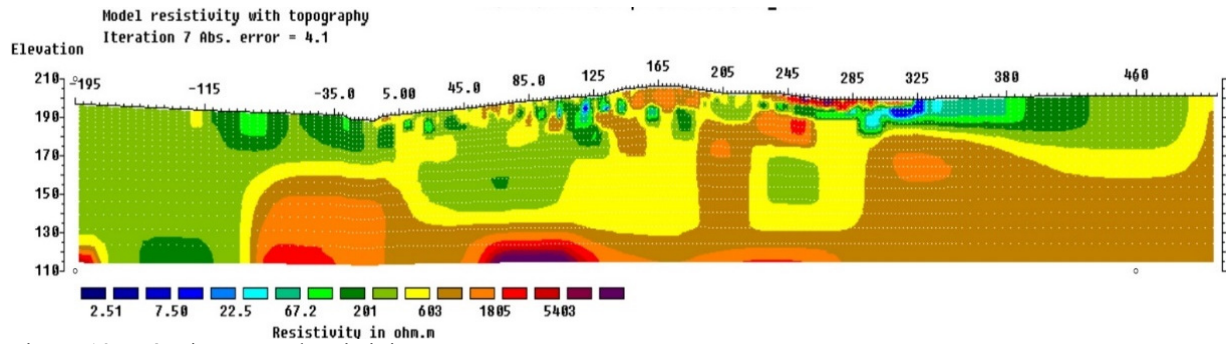 Model resistivity with topography
Iteration 7 Abs. error = 4.1
Elevation
210
190
170
150
130
110
-195 -115 -35.0 5.00 45.0 85.0 125 165 205 245 285 325 380 460
2.51 7.50 22.5 67.2 201 603 1805 5403
Resistivity in ohm.m